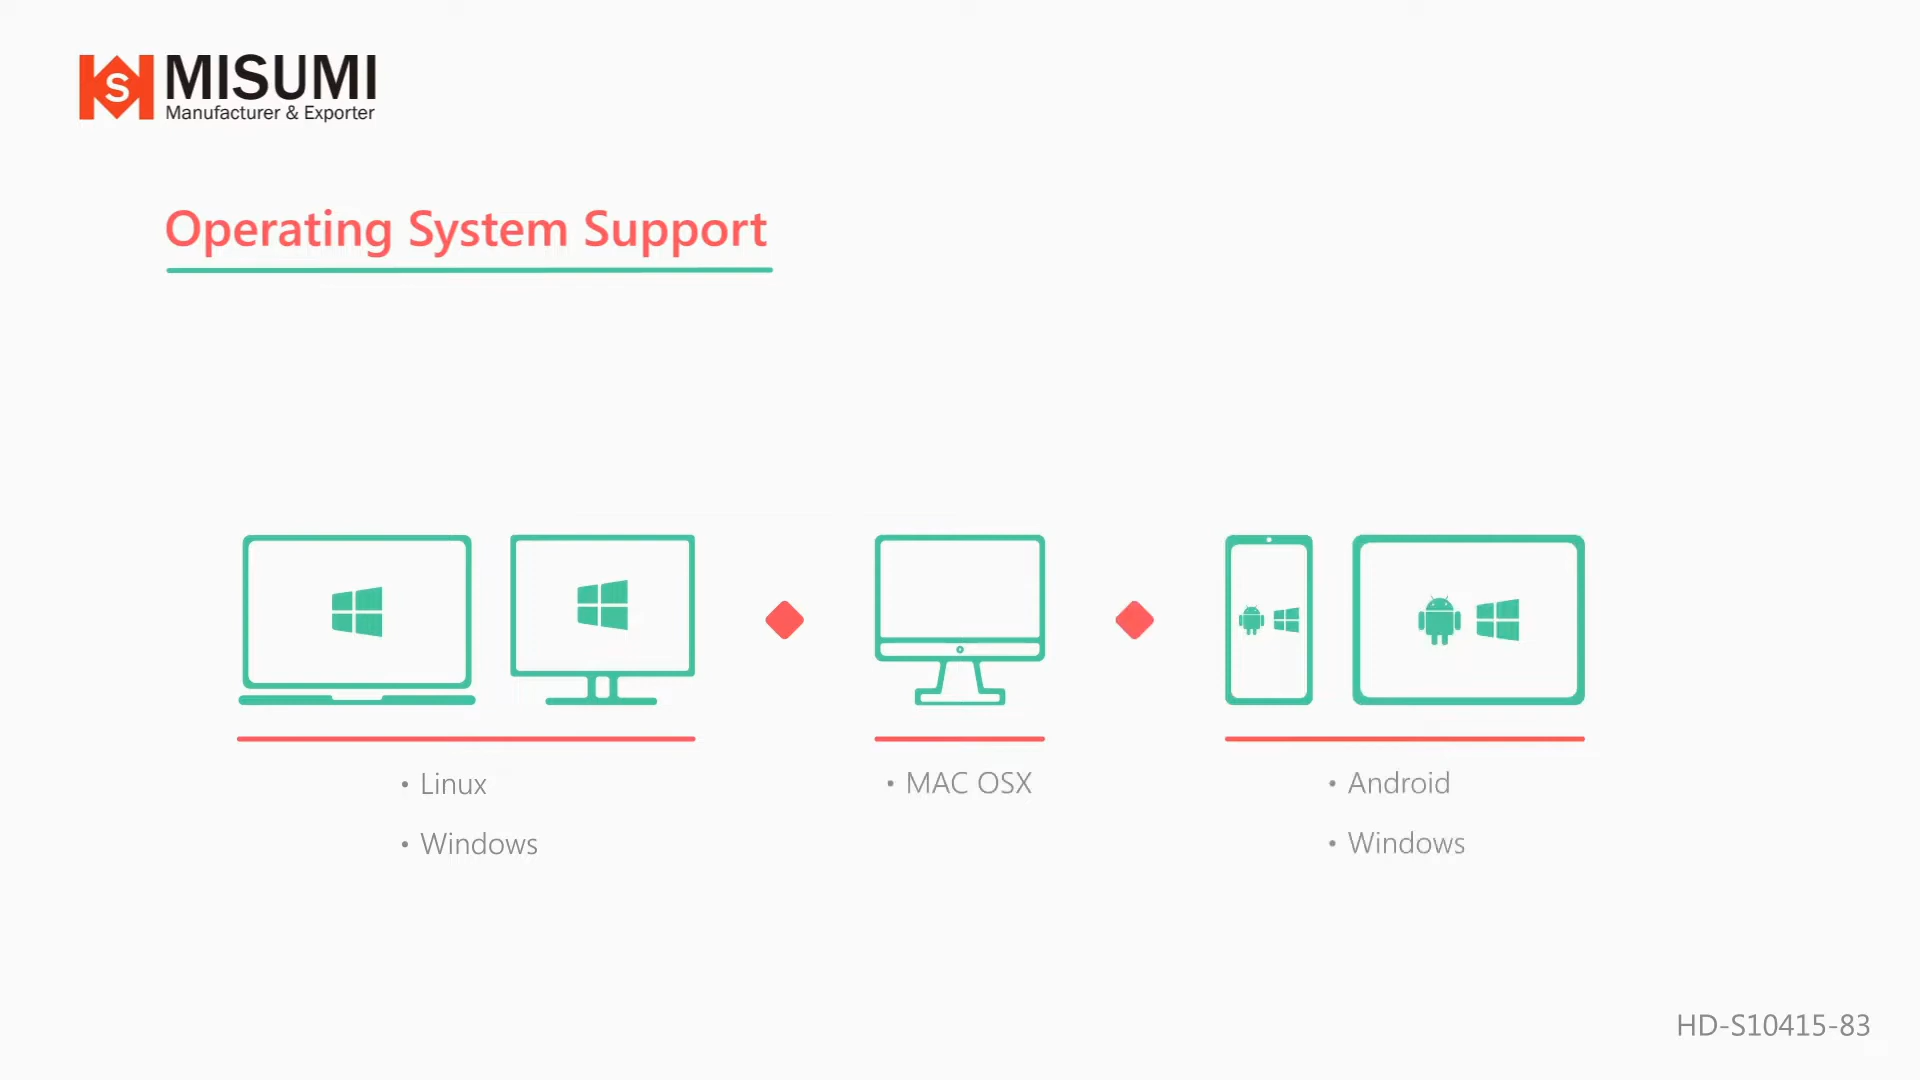 S MISUMI
Manufacturer & Exporter
Operating System Support
• Linux
• Windows
• MAC OSX
• Android
• Windows
HD-S10415-83